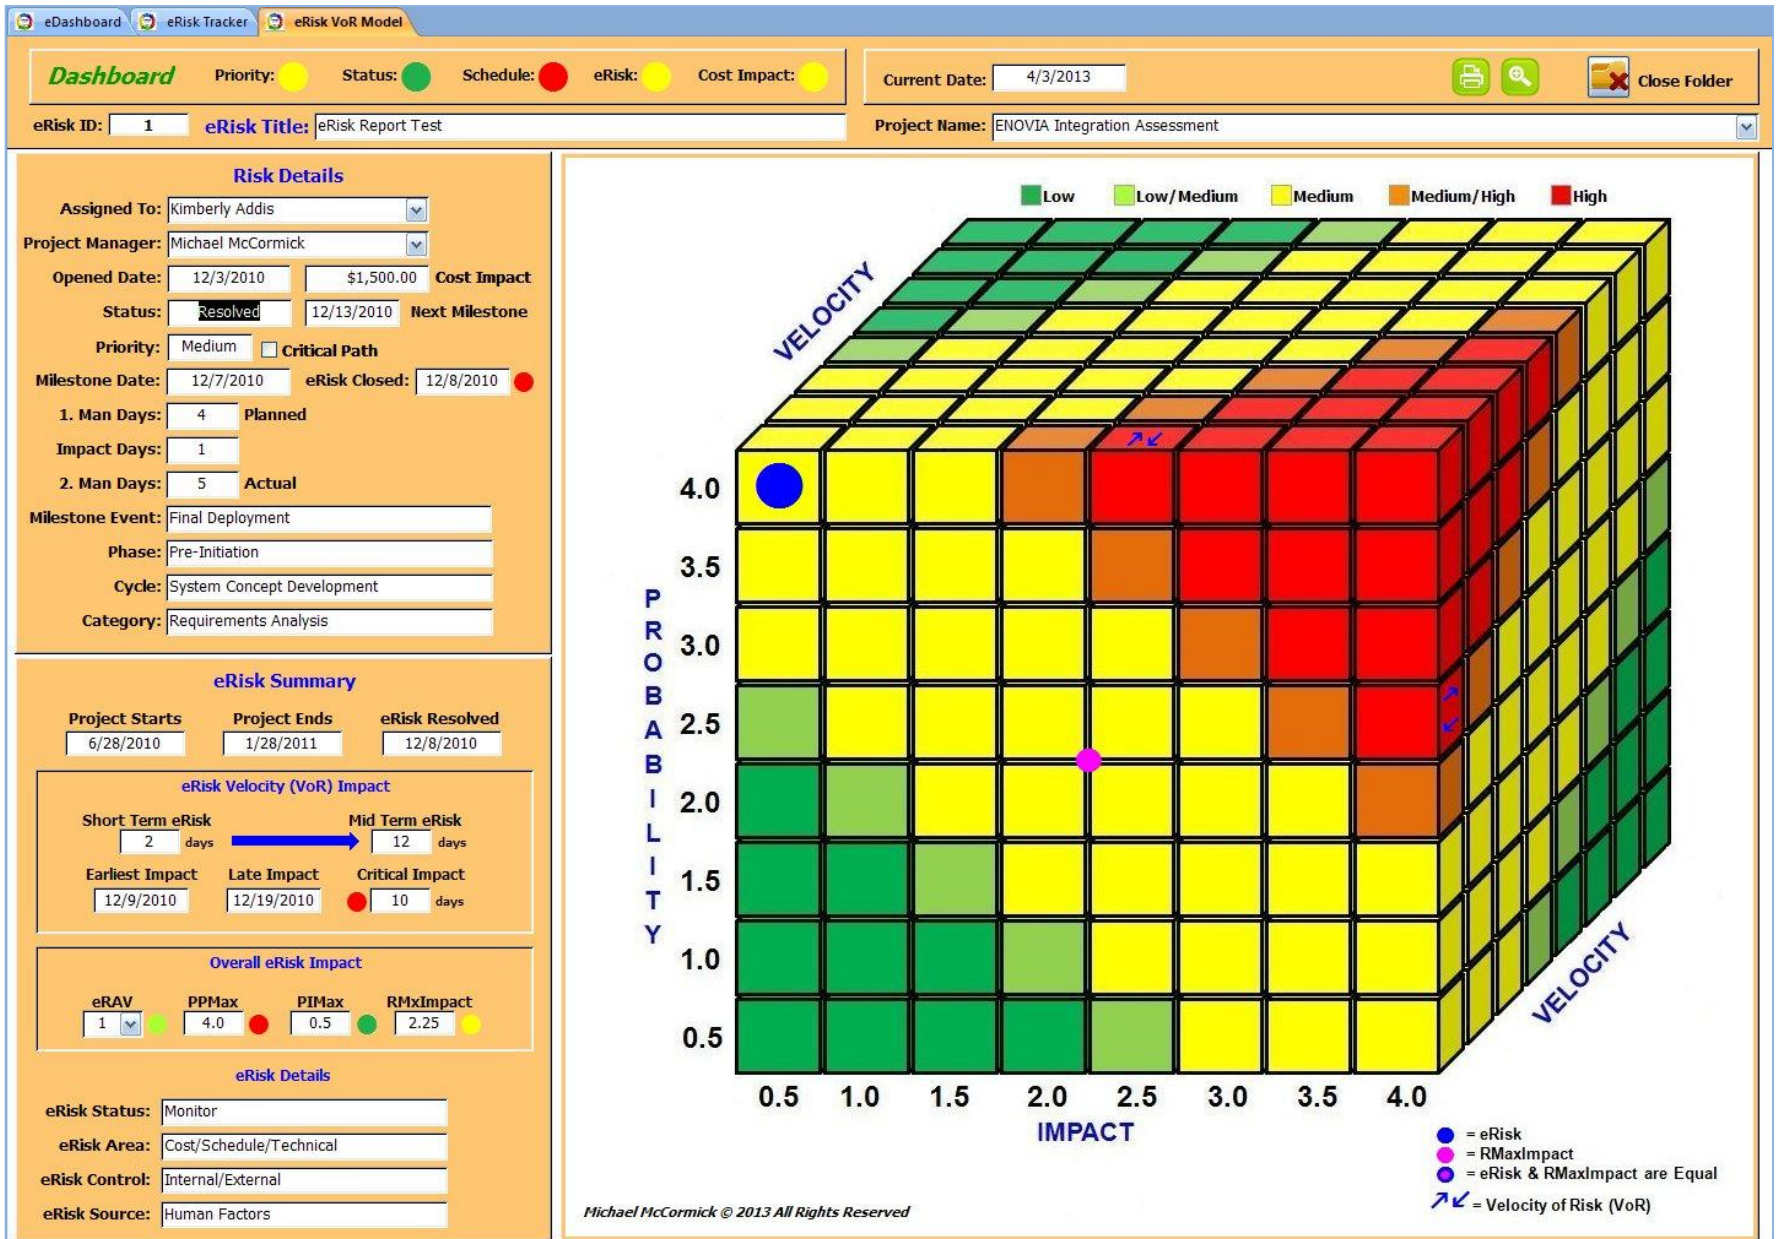 eDashboard eRisk Tracker eRisk VoR Model
Dashboard Priority: Status: Schedule: eRisk: Cost Impact:
Current Date: 4/3/2013 Close Folder
eRisk ID: 1 eRisk Title: eRisk Report Test
Project Name: ENOVIA Integration Assessment
Risk Details
Assigned To: Kimberly Addis
Project Manager: Michael McCormick
Opened Date: 12/3/2010 $1,500.00 Cost Impact
Status: Resolved 12/13/2010 Next Milestone
Priority: Medium Critical Path
Milestone Date: 12/7/2010 eRisk Closed: 12/8/2010
1. Man Days: 4 Planned
Impact Days: 1
2. Man Days: 5 Actual
Milestone Event: Final Deployment
Phase: Pre-Initiation
Cycle: System Concept Development
Category: Requirements Analysis
eRisk Summary
Project Starts Project Ends eRisk Resolved
6/28/2010 1/28/2011 12/8/2010
eRisk Velocity (VoR) Impact
Short Term eRisk Mid Term eRisk
2 days 12 days
Earliest Impact Late Impact Critical Impact
12/9/2010 12/19/2010 10 days
Overall eRisk Impact
eRAV PPMax PIMax RMxImpact
1 4.0 0.5 2.25
eRisk Details
eRisk Status: Monitor
eRisk Area: Cost/Schedule/Technical
eRisk Control: Internal/External
eRisk Source: Human Factors
Low Low/Medium Medium Medium/High High
VELOCITY
PROBABILITY
4.0
3.5
3.0
2.5
2.0
1.5
1.0
0.5
0.5 1.0 1.5 2.0 2.5 3.0 3.5 4.0
IMPACT
VELOCITY
= eRisk
= RMaxImpact
= eRisk & RMaxImpact are Equal
= Velocity of Risk (VoR)
Michael McCormick © 2013 All Rights Reserved